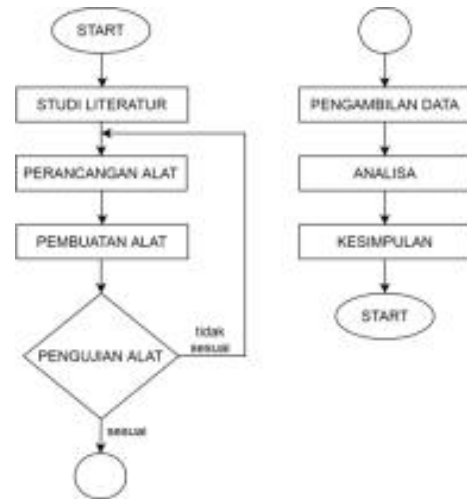 START
STUDI LITERATUR
PERANCANGAN ALAT
PEMBUATAN ALAT
PENGUJIAN ALAT
tidak
sesuai
sesuai
PENGAMBILAN DATA
ANALISA
KESIMPULAN
START